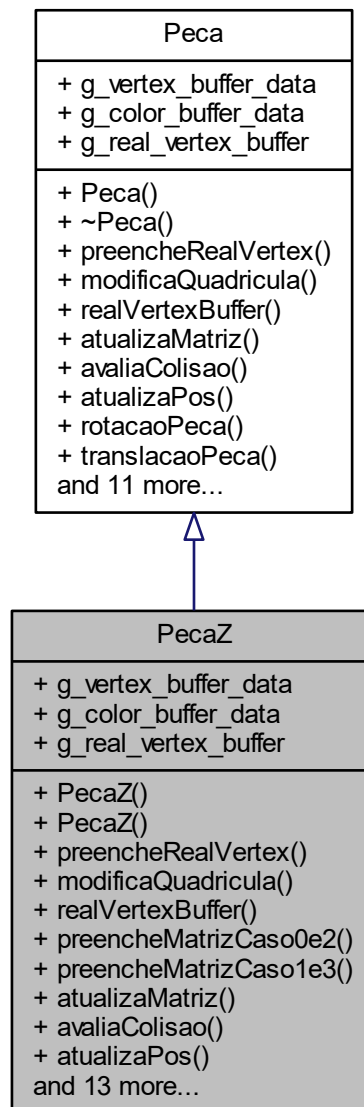 Peca
+ g_vertex_buffer_data
+ g_color_buffer_data
+ g_real_vertex_buffer
+ Peca()
+ ~Peca()
+ preencheRealVertex()
+ modificaQuadricula()
+ realVertexBuffer()
+ atualizaMatriz()
+ avaliaColisao()
+ atualizaPos()
+ rotacaoPeca()
+ translacaoPeca()
and 11 more...
PecaZ
+ g_vertex_buffer_data
+ g_color_buffer_data
+ g_real_vertex_buffer
+ PecaZ()
+ PecaZ()
+ preencheRealVertex()
+ modificaQuadricula()
+ realVertexBuffer()
+ preencheMatrizCaso0e2()
+ preencheMatrizCaso1e3()
+ atualizaMatriz()
+ avaliaColisao()
+ atualizaPos()
and 13 more...